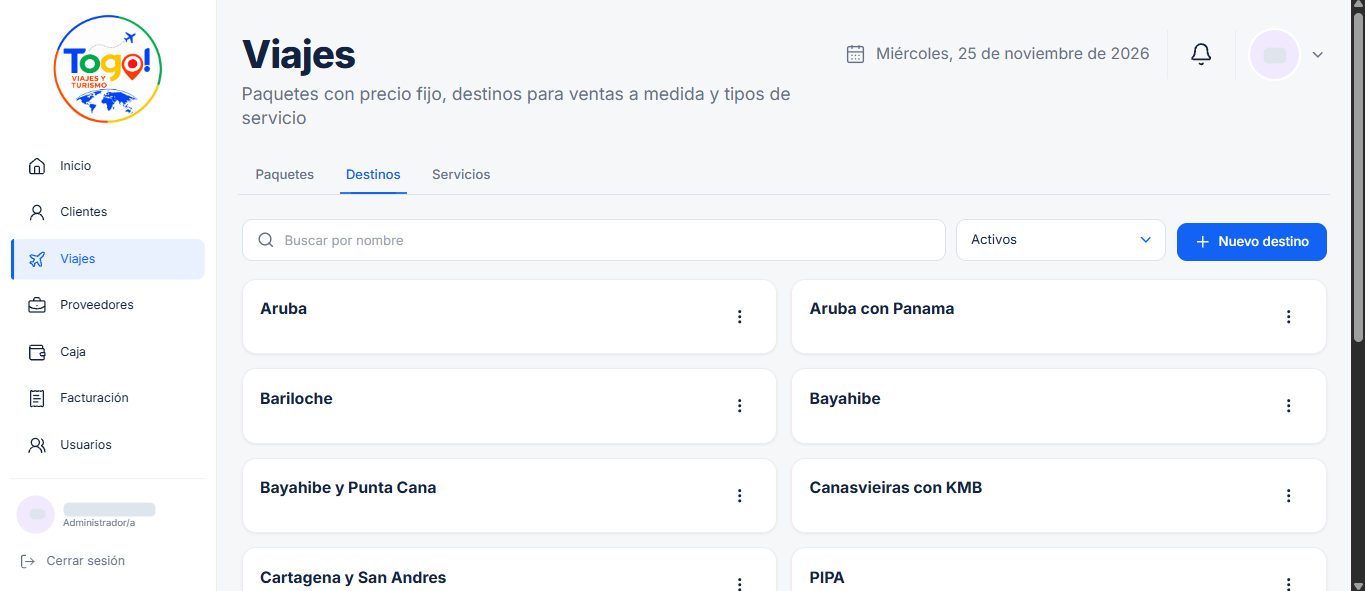 Togo!
VIAJES Y
TURISMO
Inicio
Clientes
Viajes
Proveedores
Caja
Facturación
Usuarios
Administrador/a
Cerrar sesión
Viajes
Miércoles, 25 de noviembre de 2026
Paquetes con precio fijo, destinos para ventas a medida y tipos de
servicio
Paquetes
Destinos
Servicios
Buscar por nombre
Activos
Nuevo destino
Aruba
Aruba con Panama
Bariloche
Bayahibe
Bayahibe y Punta Cana
Canasvieiras con KMB
Cartagena y San Andres
PIPA